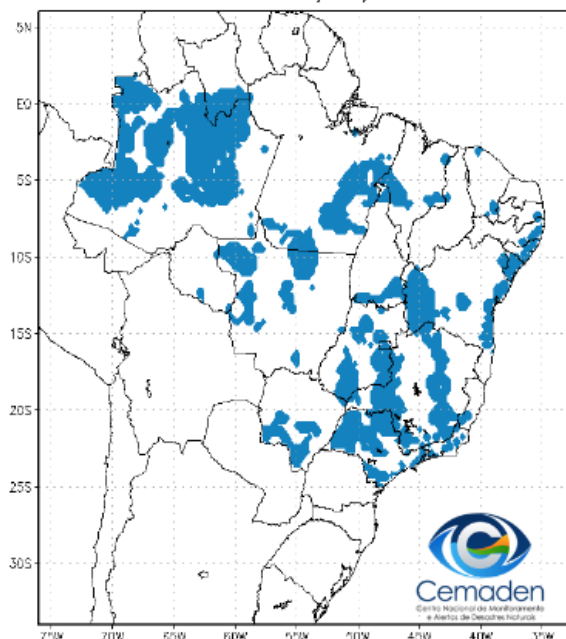 5N
EQ
5S
10S
15S
20S
25S
30S
75W 70W 65W 60W 55W 50W 45W 40W 35W
Cemaden
Centro Nacional de Monitoramento
e Alertas de Desastres Naturais